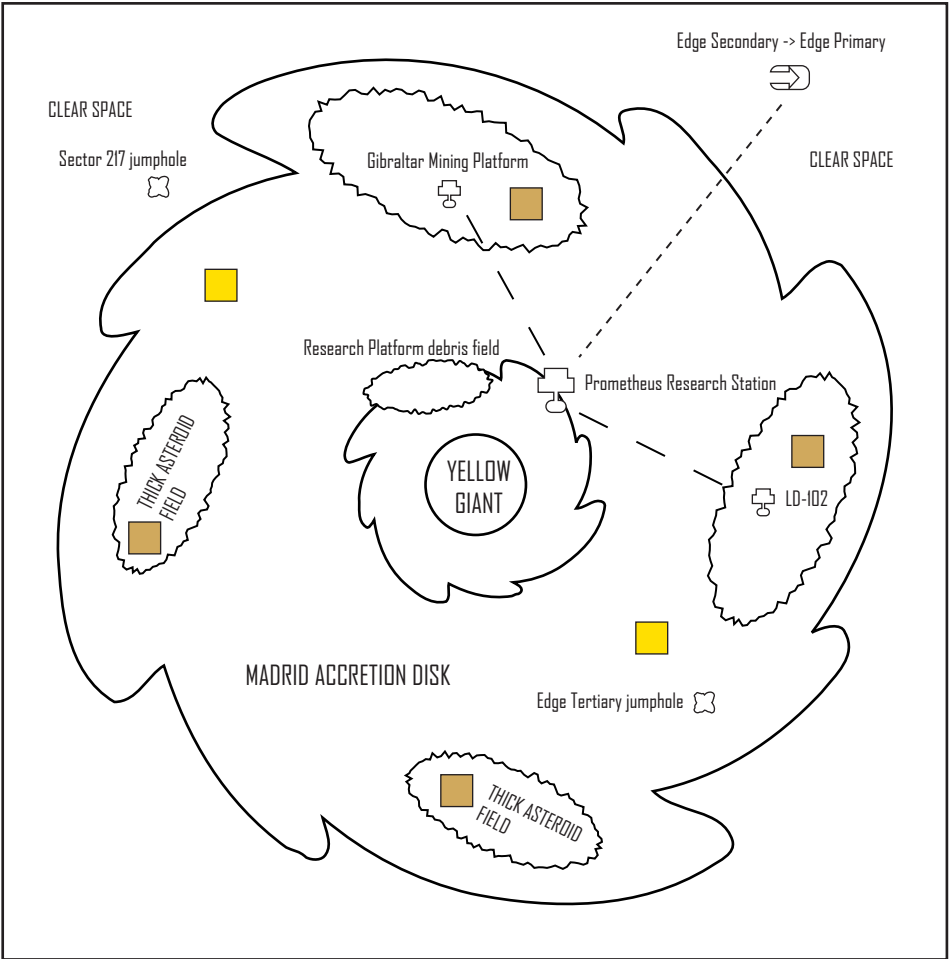 Edge Secondary -> Edge Primary
CLEAR SPACE
Sector 217 jumphole
Gibraltar Mining Platform
CLEAR SPACE
Research Platform debris field
Prometheus Research Station
THICK ASTEROID
FIELD
YELLOW
GIANT
LD-102
MADRID ACCRETION DISK
Edge Tertiary jumphole
THICK ASTEROID
FIELD